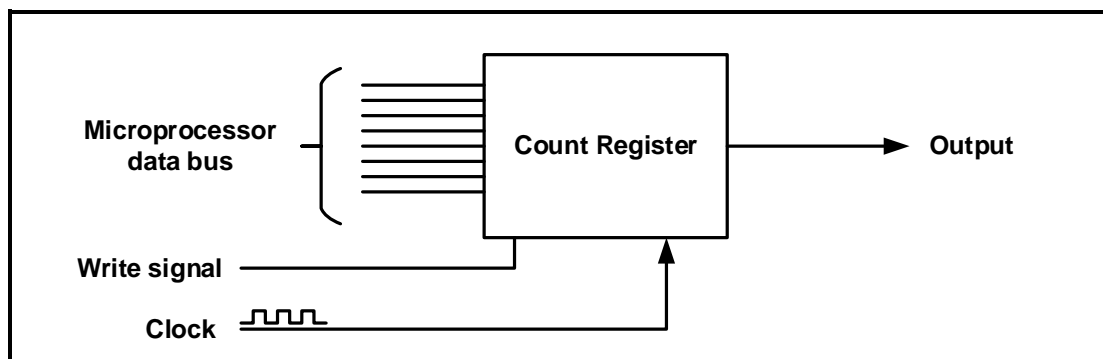 Microprocessor
data bus
Count Register
Output
Write signal
Clock